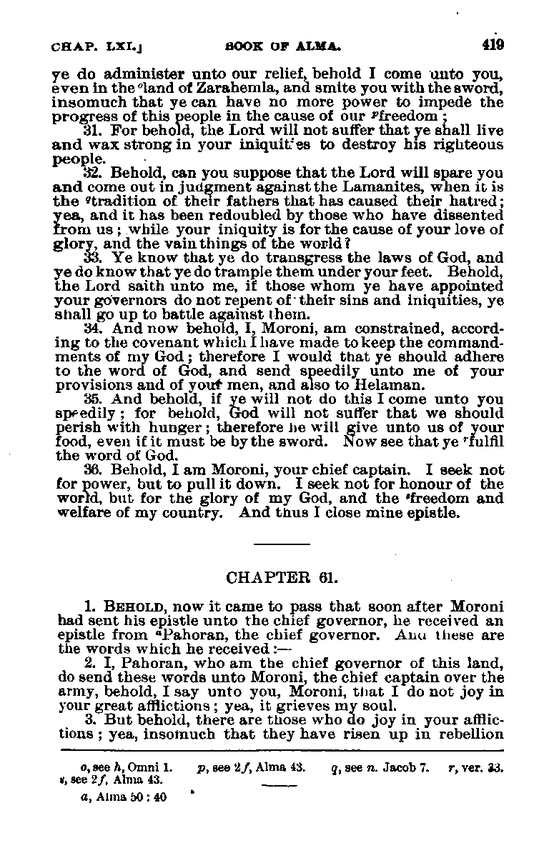 CHAP. LXI.] BOOK OF ALMA. 419
ye do administer unto our relief, behold I come unto you,
even in the ᵒland of Zarahemla, and smite you with the sword,
insomuch that ye can have no more power to impede the
progress of this people in the cause of our ᵖfreedom;
31. For behold, the Lord will not suffer that ye shall live
and wax strong in your iniquities to destroy his righteous
people.
32. Behold, can you suppose that the Lord will spare you
and come out in judgment against the Lamanites, when it is
the ᑫtradition of their fathers that has caused their hatred;
yea, and it has been redoubled by those who have dissented
from us; while your iniquity is for the cause of your love of
glory, and the vain things of the world?
33. Ye know that ye do transgress the laws of God, and
ye do know that ye do trample them under your feet. Behold,
the Lord saith unto me, if those whom ye have appointed
your governors do not repent of their sins and iniquities, ye
shall go up to battle against them.
34. And now behold, I, Moroni, am constrained, accord-
ing to the covenant which I have made to keep the command-
ments of my God; therefore I would that ye should adhere
to the word of God, and send speedily unto me of your
provisions and of your men, and also to Helaman.
35. And behold, if ye will not do this I come unto you
speedily; for behold, God will not suffer that we should
perish with hunger; therefore he will give unto us of your
food, even if it must be by the sword. Now see that ye ʳfulfil
the word of God.
36. Behold, I am Moroni, your chief captain. I seek not
for power, but to pull it down. I seek not for honour of the
world, but for the glory of my God, and the ˢfreedom and
welfare of my country. And thus I close mine epistle.
CHAPTER 61.
1. BEHOLD, now it came to pass that soon after Moroni
had sent his epistle unto the chief governor, he received an
epistle from ᵃPahoran, the chief governor. And these are
the words which he received:—
2. I, Pahoran, who am the chief governor of this land,
do send these words unto Moroni, the chief captain over the
army, behold, I say unto you, Moroni, that I do not joy in
your great afflictions; yea, it grieves my soul.
3. But behold, there are those who do joy in your afflic-
tions; yea, insomuch that they have risen up in rebellion
o, see h, Omni 1. p, see 2f, Alma 43. q, see n. Jacob 7. r, ver. 33.
s, see 2f, Alma 43.
a, Alma 50 : 40